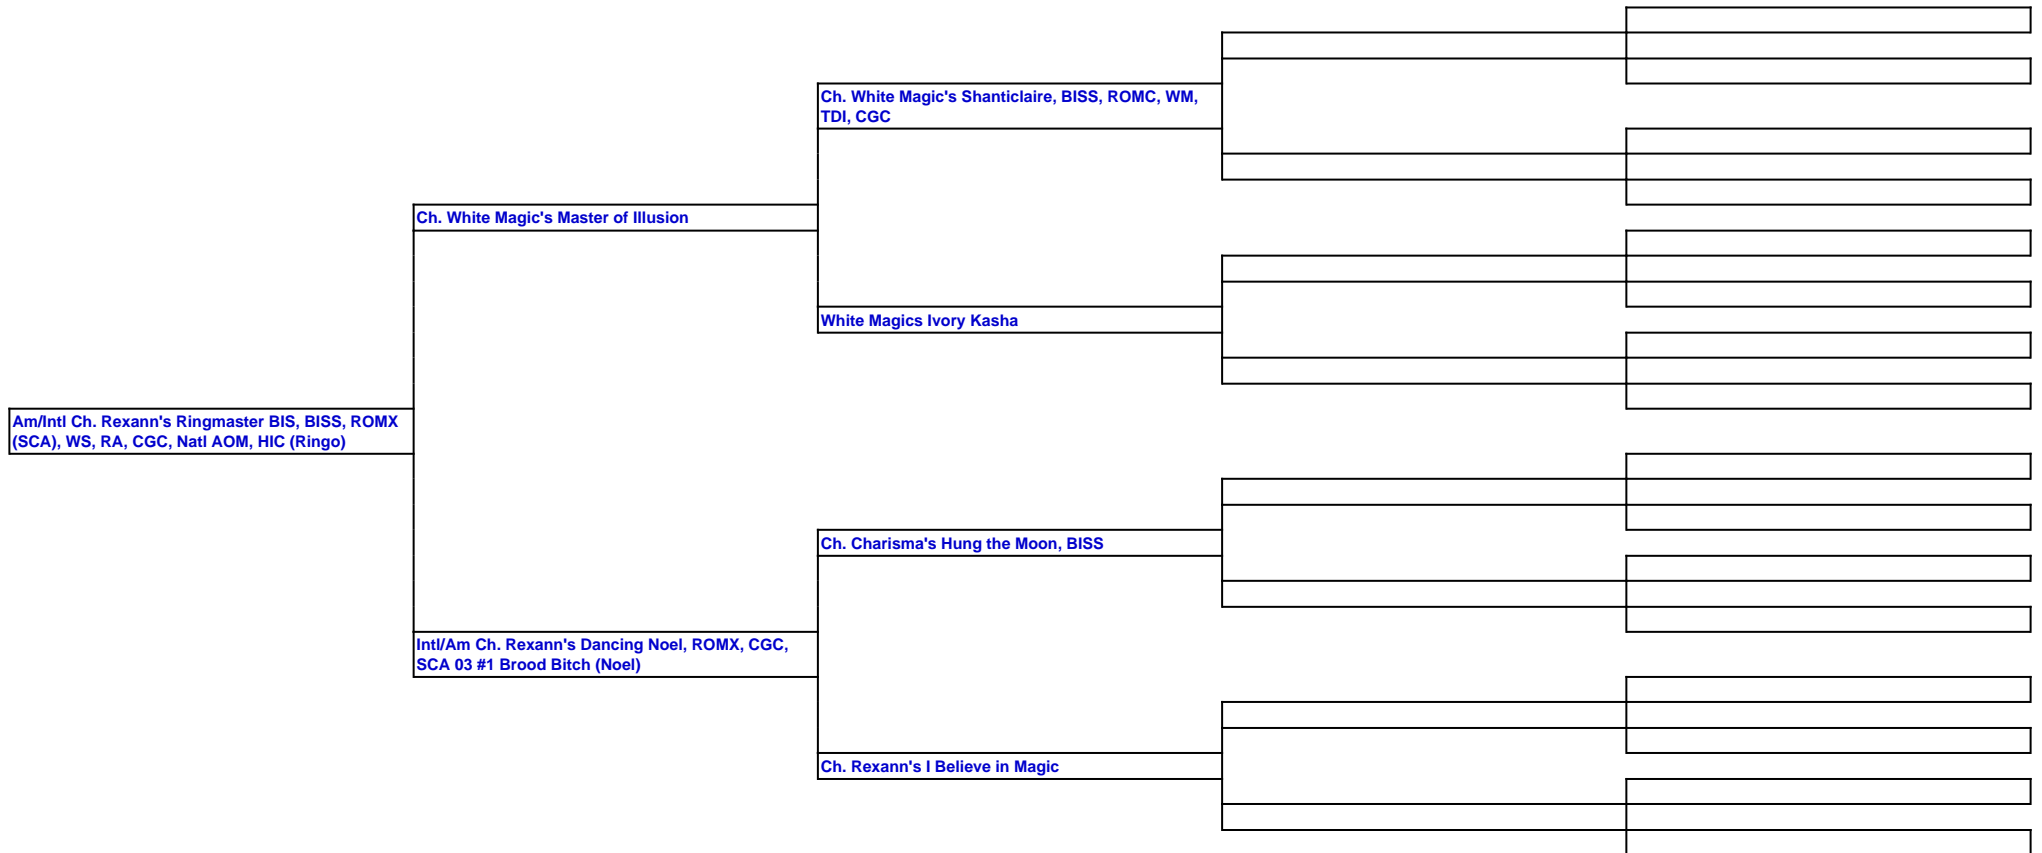 Ch. White Magic's Shanticlaire, BISS, ROMC, WM,
TDI, CGC
Ch. White Magic's Master of Illusion
White Magics Ivory Kasha
Am/Intl Ch. Rexann's Ringmaster BIS, BISS, ROMX
(SCA), WS, RA, CGC, Natl AOM, HIC (Ringo)
Ch. Charisma's Hung the Moon, BISS
Intl/Am Ch. Rexann's Dancing Noel, ROMX, CGC,
SCA 03 #1 Brood Bitch (Noel)
Ch. Rexann's I Believe in Magic